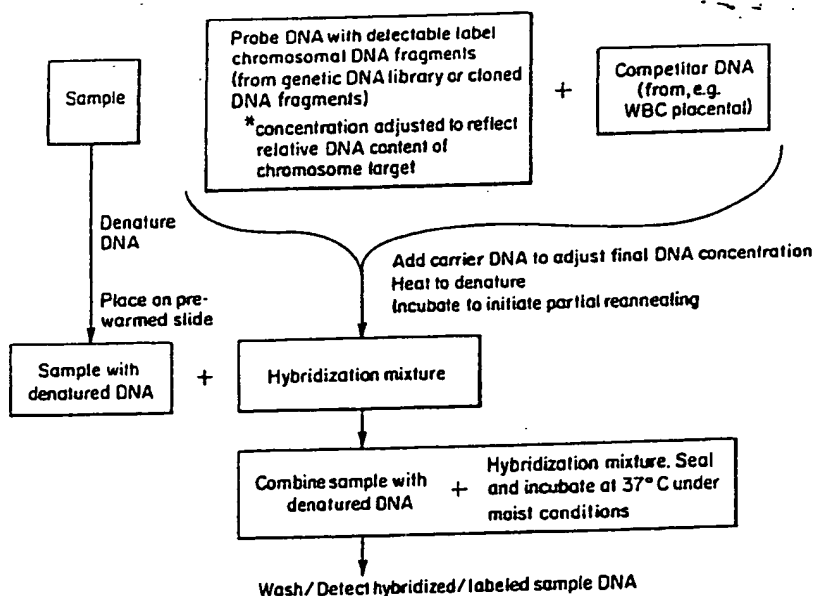 Sample
Probe DNA with detectable label
chromosomal DNA fragments
(from genetic DNA library or cloned
DNA fragments)
*concentration adjusted to reflect
relative DNA content of
chromosome target
+
Competitor DNA
(from, e.g.
WBC placental)
Denature
DNA
Place on pre-
warmed slide
Add carrier DNA to adjust final DNA concentration
Heat to denature
Incubate to initiate partial reannealing
Sample with
denatured DNA
+
Hybridization mixture
Combine sample with
denatured DNA
+
Hybridization mixture. Seal
and incubate at 37° C under
moist conditions
Wash/Detect hybridized/labeled sample DNA